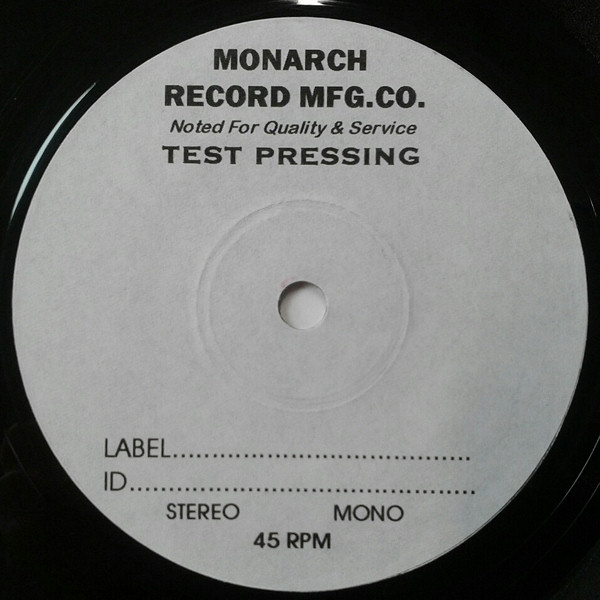 MONARCH
RECORD MFG.CO.
Noted For Quality & Service
TEST PRESSING
LABEL......................................
ID............................................
STEREO MONO
45 RPM